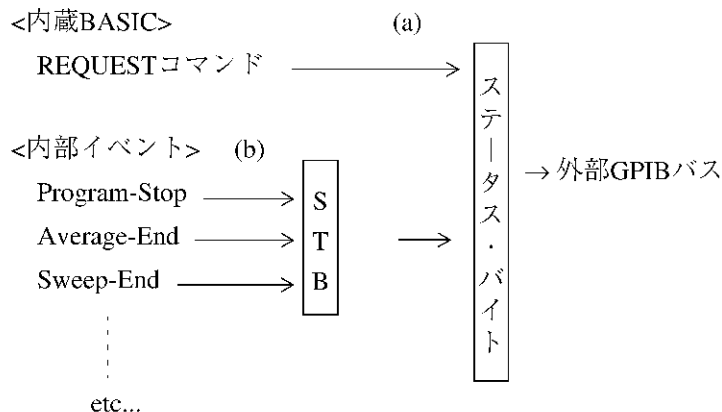 <内蔵BASIC> (a)
REQUESTコマンド
<内部イベント> (b)
Program-Stop
Average-End
Sweep-End
etc...
STB
ステータス・バイト
→外部GPIBバス